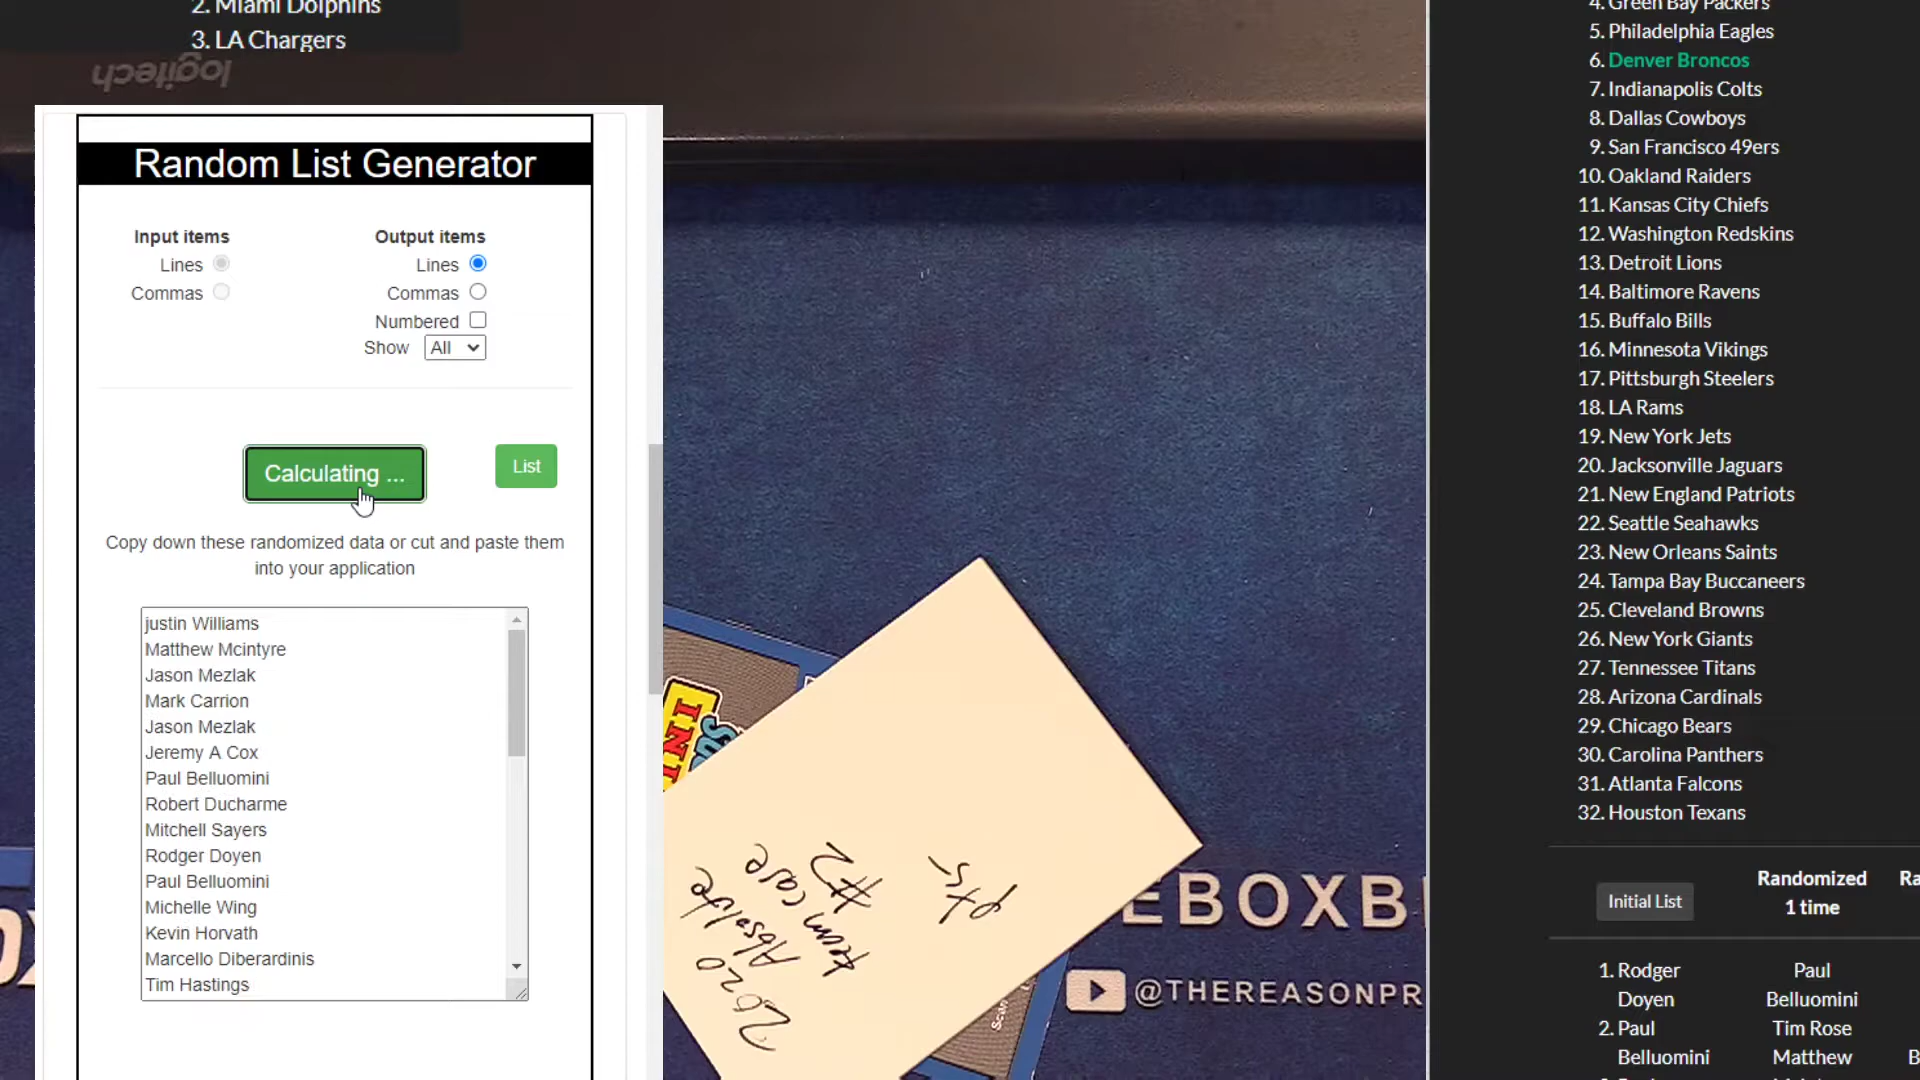 2. Miami Dolphins
3. LA Chargers
logitech
Random List Generator
Input items
Lines
Commas
Output items
Lines
Commas
Numbered
Show All
Calculating ...
List
Copy down these randomized data or cut and paste them
into your application
justin Williams
Matthew Mcintyre
Jason Mezlak
Mark Carrion
Jason Mezlak
Jeremy A Cox
Paul Belluomini
Robert Ducharme
Mitchell Sayers
Rodger Doyen
Paul Belluomini
Michelle Wing
Kevin Horvath
Marcello Diberardinis
Tim Hastings
2020
Absolute
team case
#2
pts
EBOXB
@THEREASONPR
4. Green Bay Packers
5. Philadelphia Eagles
6. Denver Broncos
7. Indianapolis Colts
8. Dallas Cowboys
9. San Francisco 49ers
10. Oakland Raiders
11. Kansas City Chiefs
12. Washington Redskins
13. Detroit Lions
14. Baltimore Ravens
15. Buffalo Bills
16. Minnesota Vikings
17. Pittsburgh Steelers
18. LA Rams
19. New York Jets
20. Jacksonville Jaguars
21. New England Patriots
22. Seattle Seahawks
23. New Orleans Saints
24. Tampa Bay Buccaneers
25. Cleveland Browns
26. New York Giants
27. Tennessee Titans
28. Arizona Cardinals
29. Chicago Bears
30. Carolina Panthers
31. Atlanta Falcons
32. Houston Texans
Initial List
Randomized
1 time
Ra
1. Rodger
Doyen
Paul
Belluomini
2. Paul
Belluomini
Tim Rose
Matthew